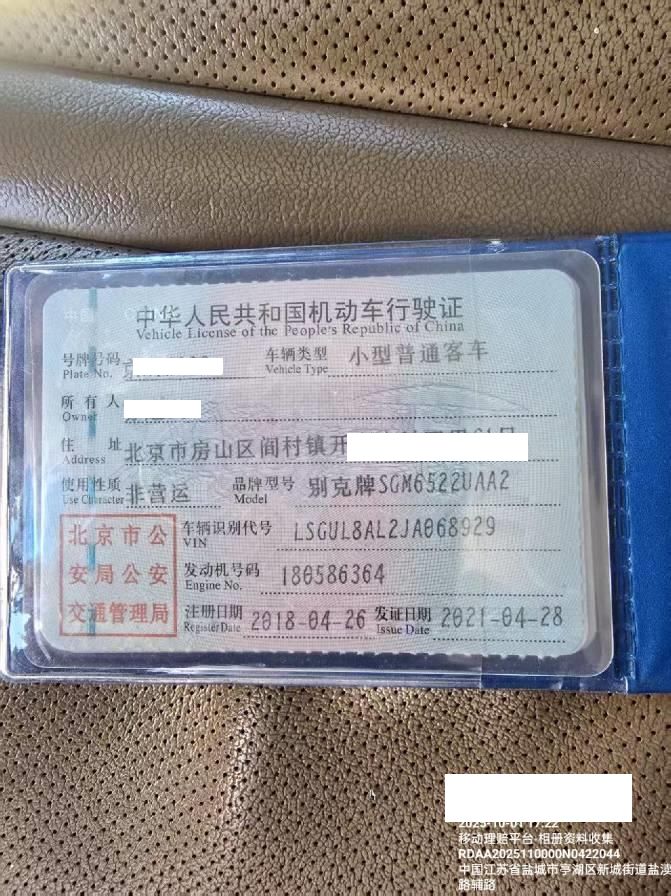 中华人民共和国机动车行驶证
Vehicle License of the People's Republic of China
号牌号码 车辆类型 小型普通客车
Plate No. Vehicle Type
所有人
Owner
住址 北京市房山区阎村镇开
Address
使用性质 非营运 品牌型号 别克牌SGM6522UAA2
Use Character Model
北京市公安局公安交通管理局
车辆识别代号 LSGUL8AL2JA068929
VIN
发动机号码 180586364
Engine No.
注册日期 2018-04-26 发证日期 2021-04-28
Register Date Issue Date
移动理赔平台·相册资料收集
RDAA2025110000N0422044
中国江苏省盐城市亭湖区新城街道盐渎
路辅路